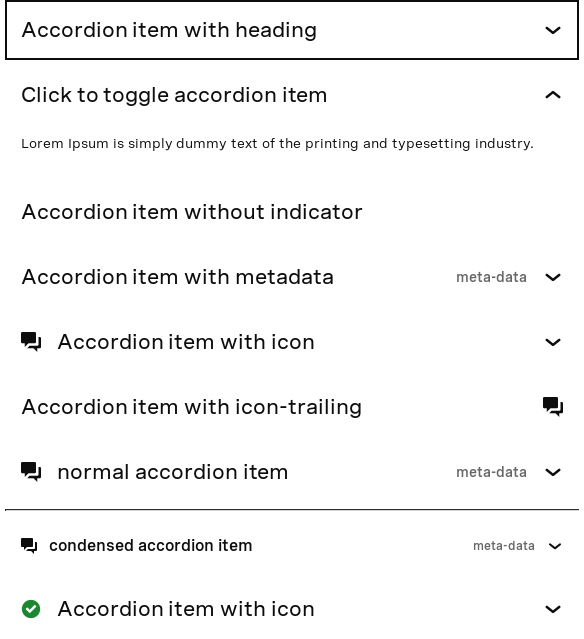 Accordion item with heading
Click to toggle accordion item
Lorem Ipsum is simply dummy text of the printing and typesetting industry.
Accordion item without indicator
Accordion item with metadata meta-data
Accordion item with icon
Accordion item with icon-trailing
normal accordion item meta-data
condensed accordion item meta-data
Accordion item with icon